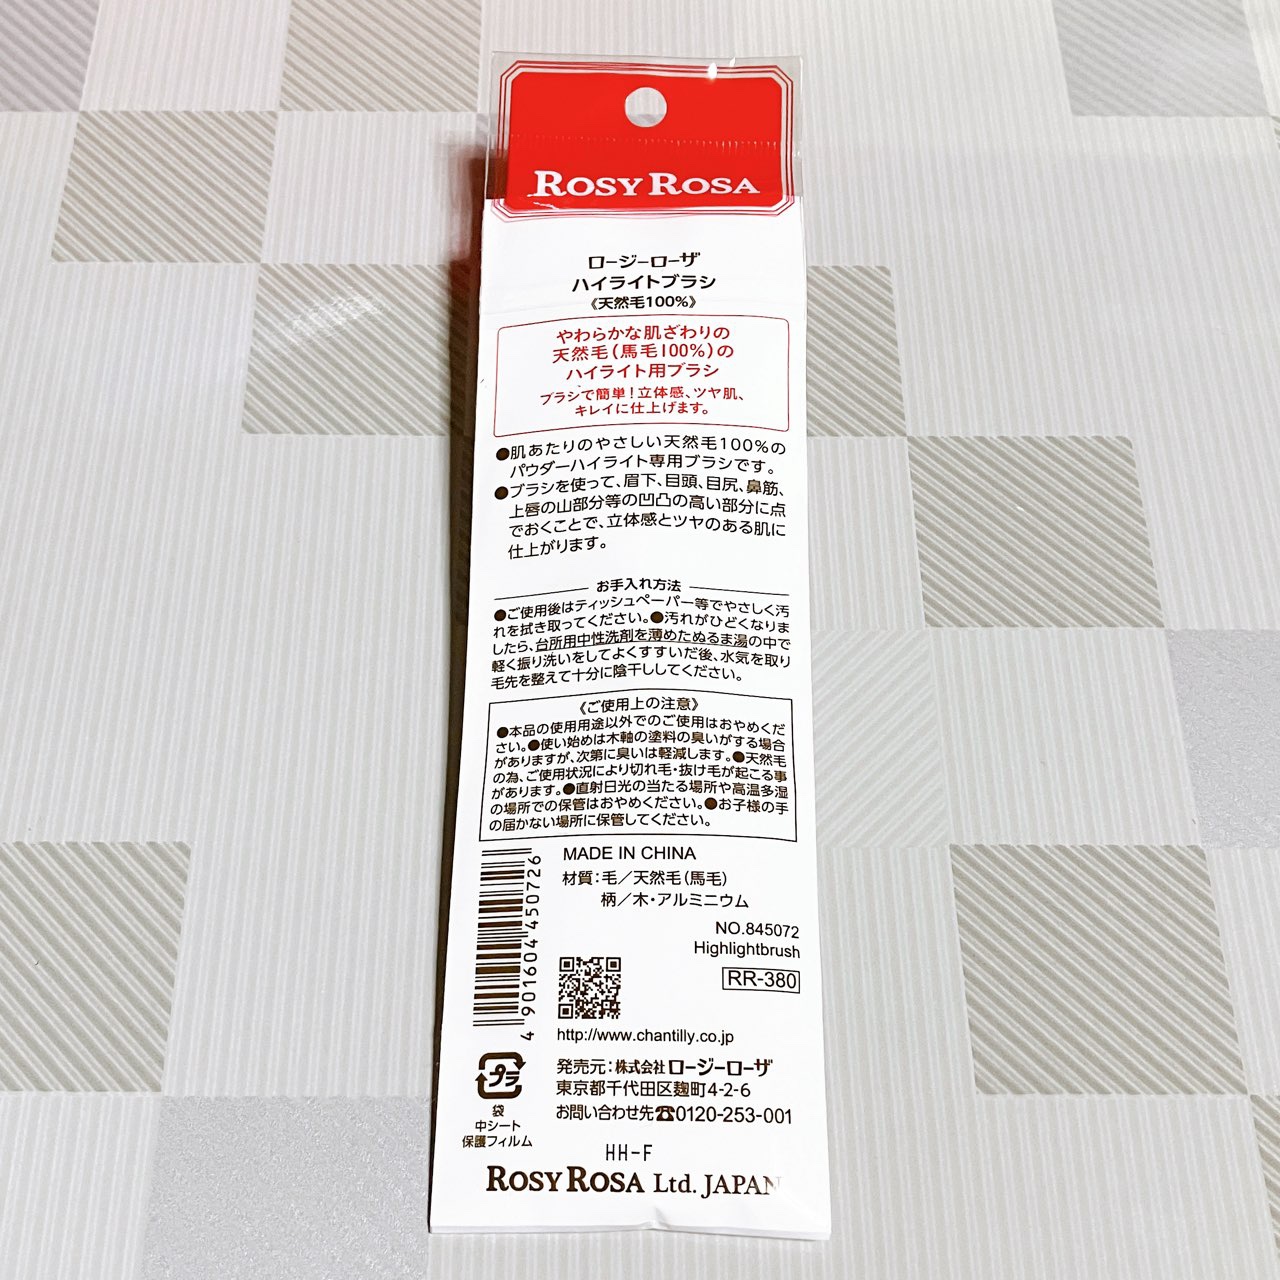 ROSY ROSA
ロージーローザ
ハイライトブラシ
《天然毛100%》
やわらかな肌ざわりの
天然毛(馬毛100%)の
ハイライト用ブラシ
ブラシで簡単!立体感、ツヤ肌、
キレイに仕上げます。
●肌あたりのやさしい天然毛100%の
パウダーハイライト専用ブラシです。
●ブラシを使って、眉下、目頭、目尻、鼻筋、
上唇の山部分等の凹凸の高い部分に点
でおくことで、立体感とツヤのある肌に
仕上がります。
お手入れ方法
●ご使用後はティッシュペーパー等でやさしく汚
れを拭き取ってください。●汚れがひどくなりま
したら、台所用中性洗剤を薄めたぬるま湯の中で
軽く振り洗いをしてよくすすいだ後、水気を取り
毛先を整えて十分に陰干ししてください。
《ご使用上の注意》
●本品の使用用途以外でのご使用はおやめくだ
さい。●使い始めは木軸の塗料の臭いがする場合
がありますが、次第に臭いは軽減します。●天然毛
の為、ご使用状況により切れ毛・抜け毛が起こる事
があります。●直射日光の当たる場所や高温多湿
の場所での保管はおやめください。●お子様の手
の届かない場所に保管してください。
MADE IN CHINA
材質:毛/天然毛(馬毛)
柄/木・アルミニウム
NO.845072
Highlightbrush
RR-380
4 901604 450726
http://www.chantilly.co.jp
発売元:株式会社ロージーローザ
東京都千代田区麹町4-2-6
お問い合わせ先☎0120-253-001
プラ
袋
中シート
保護フィルム
HH-F
ROSY ROSA Ltd. JAPAN